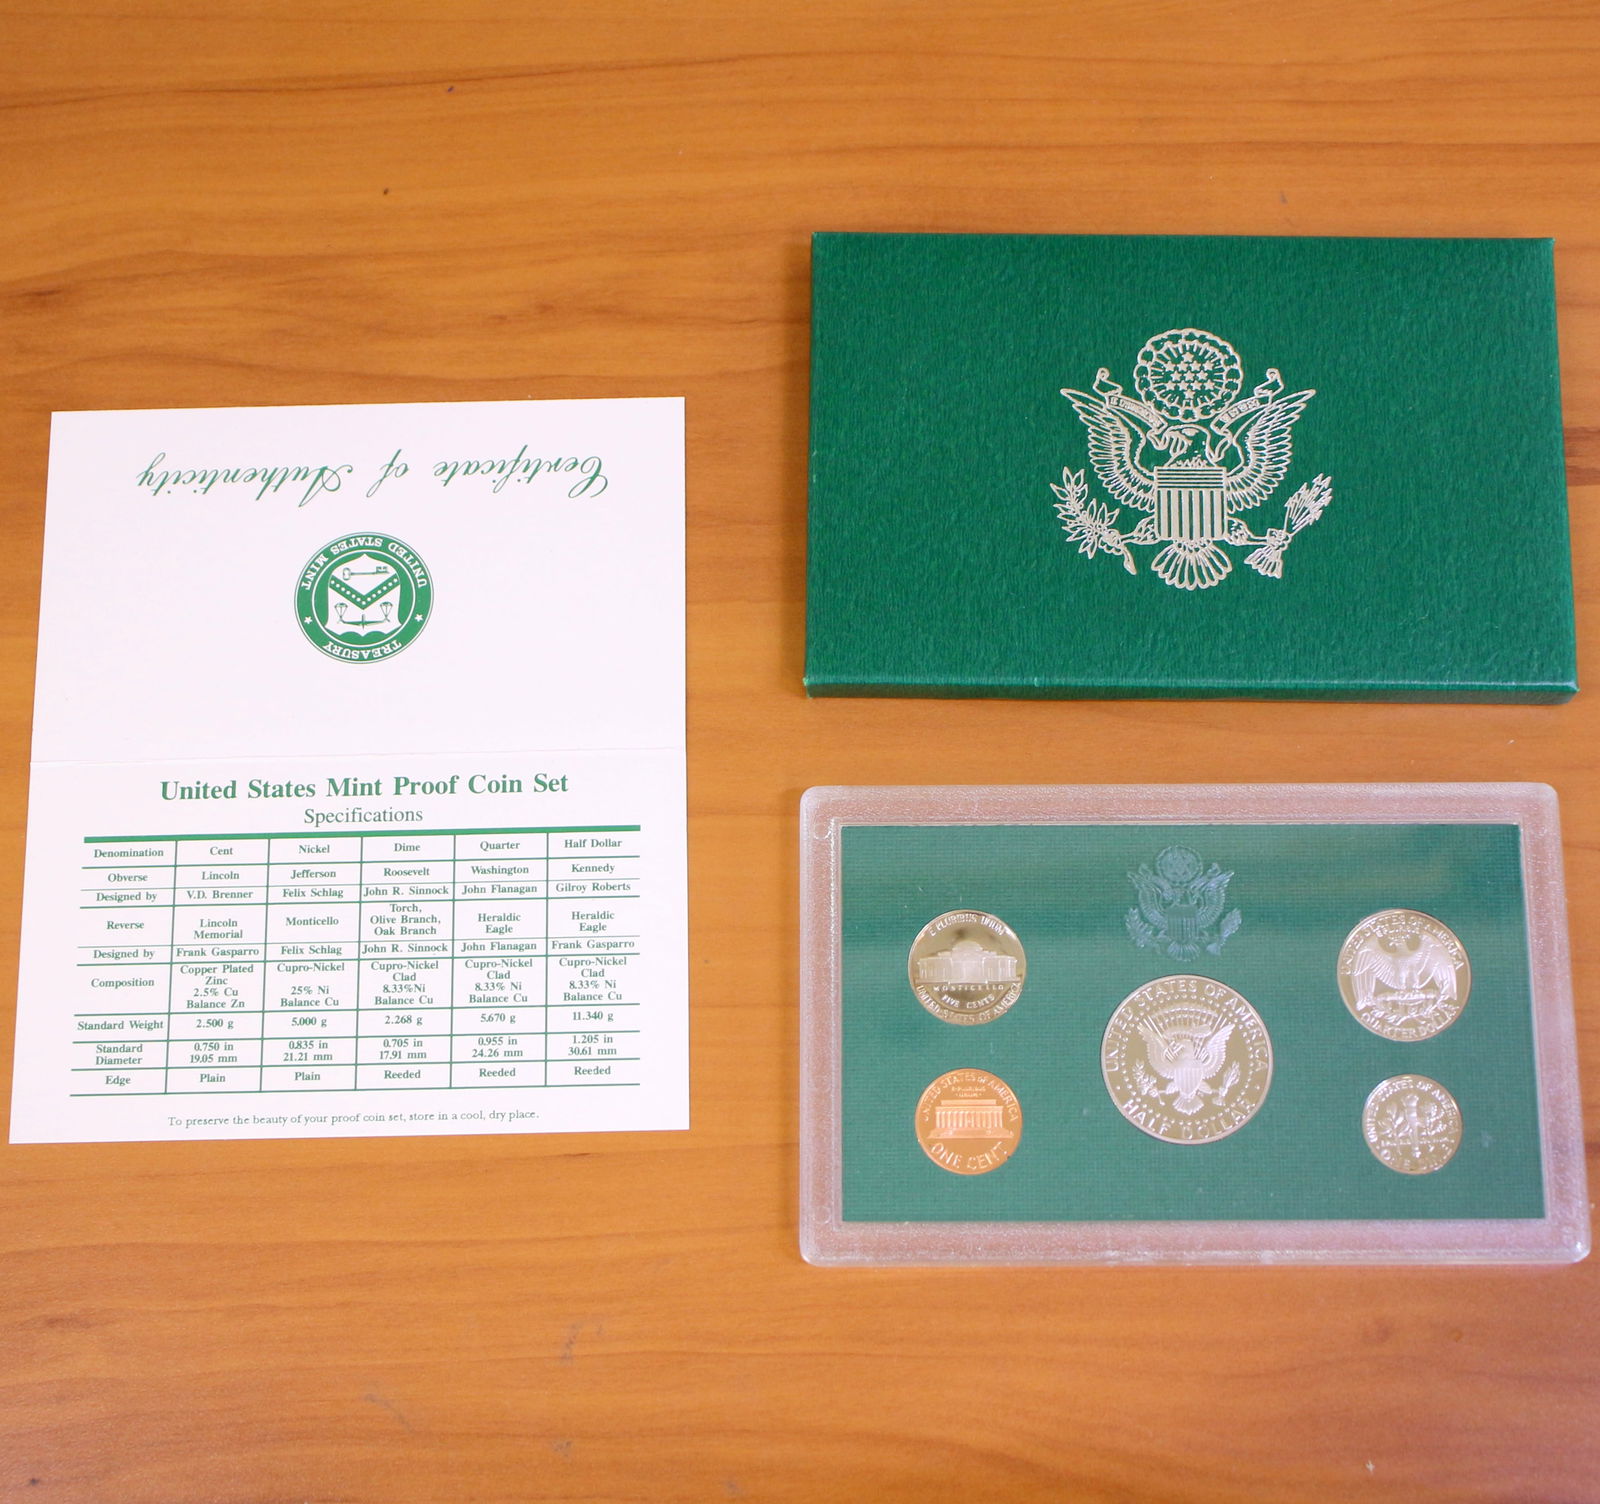 Certificate of Authenticity
UNITED STATES MINT
TREASURY
United States Mint Proof Coin Set
Specifications
Denomination Cent Nickel Dime Quarter Half Dollar
Obverse Lincoln Jefferson Roosevelt Washington Kennedy
Designed by V.D. Brenner Felix Schlag John R. Sinnock John Flanagan Gilroy Roberts
Reverse Lincoln Memorial Monticello Torch, Olive Branch, Oak Branch Heraldic Eagle Heraldic Eagle
Designed by Frank Gasparro Felix Schlag John R. Sinnock John Flanagan Frank Gasparro
Composition Copper Plated Zinc 2.5% Cu Balance Zn Cupro-Nickel 25% Ni Balance Cu Cupro-Nickel Clad 8.33%Ni Balance Cu Cupro-Nickel Clad 8.33% Ni Balance Cu Cupro-Nickel Clad 8.33% Ni Balance Cu
Standard Weight 2.500 g 5.000 g 2.268 g 5.670 g 11.340 g
Standard Diameter 0.750 in 19.05 mm 0.835 in 21.21 mm 0.705 in 17.91 mm 0.955 in 24.26 mm 1.205 in 30.61 mm
Edge Plain Plain Reeded Reeded Reeded
To preserve the beauty of your proof coin set, store in a cool, dry place.
E PLURIBUS UNUM
MONTICELLO
FIVE CENTS
UNITED STATES OF AMERICA
UNITED STATES OF AMERICA
QUARTER DOLLAR
UNITED STATES OF AMERICA
HALF DOLLAR
UNITED STATES OF AMERICA
ONE CENT
UNITED STATES OF AMERICA
ONE DIME